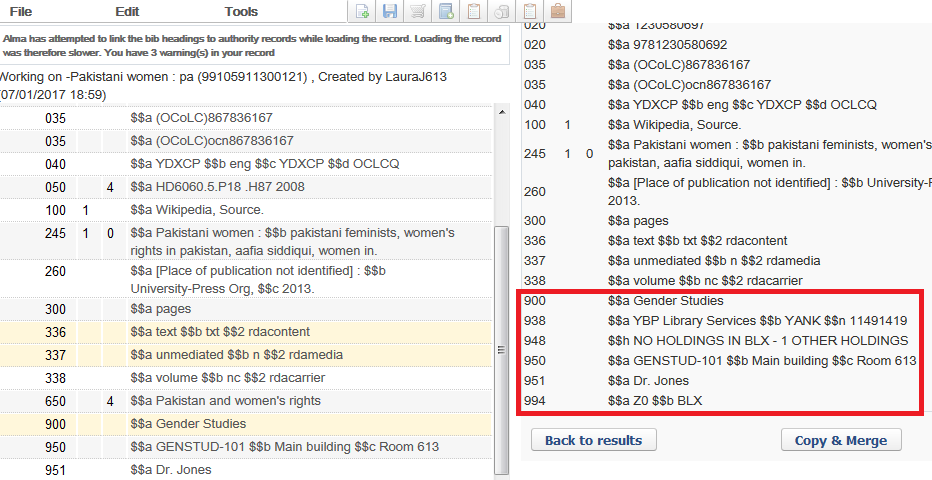 File Edit Tools
Alma has attempted to link the bib headings to authority records while loading the record. Loading the record
was therefore slower. You have 3 warning(s) in your record
Working on -Pakistani women : pa (99105911300121) , Created by LauraJ613
(07/01/2017 18:59)
035 $$a (OCoLC)867836167
035 $$a (OCoLC)ocn867836167
040 $$a YDXCP $$b eng $$c YDXCP $$d OCLCQ
050 4 $$a HD6060.5.P18 .H87 2008
100 1 $$a Wikipedia, Source.
245 1 0 $$a Pakistani women : $$b pakistani feminists, women's
rights in pakistan, aafia siddiqui, women in.
260 $$a [Place of publication not identified] : $$b
University-Press Org, $$c 2013.
300 $$a pages
336 $$a text $$b txt $$2 rdacontent
337 $$a unmediated $$b n $$2 rdamedia
338 $$a volume $$b nc $$2 rdacarrier
650 4 $$a Pakistan and women's rights
900 $$a Gender Studies
950 $$a GENSTUD-101 $$b Main building $$c Room 613
951 $$a Dr. Jones
020 $$a 1230580697
020 $$a 9781230580692
035 $$a (OCoLC)867836167
035 $$a (OCoLC)ocn867836167
040 $$a YDXCP $$b eng $$c YDXCP $$d OCLCQ
100 1 $$a Wikipedia, Source.
245 1 0 $$a Pakistani women : $$b pakistani feminists, women's
pakistan, aafia siddiqui, women in.
260 $$a [Place of publication not identified] : $$b University-P
2013.
300 $$a pages
336 $$a text $$b txt $$2 rdacontent
337 $$a unmediated $$b n $$2 rdamedia
338 $$a volume $$b nc $$2 rdacarrier
900 $$a Gender Studies
938 $$a YBP Library Services $$b YANK $$n 11491419
948 $$h NO HOLDINGS IN BLX - 1 OTHER HOLDINGS
950 $$a GENSTUD-101 $$b Main building $$c Room 613
951 $$a Dr. Jones
994 $$a Z0 $$b BLX
Back to results Copy & Merge